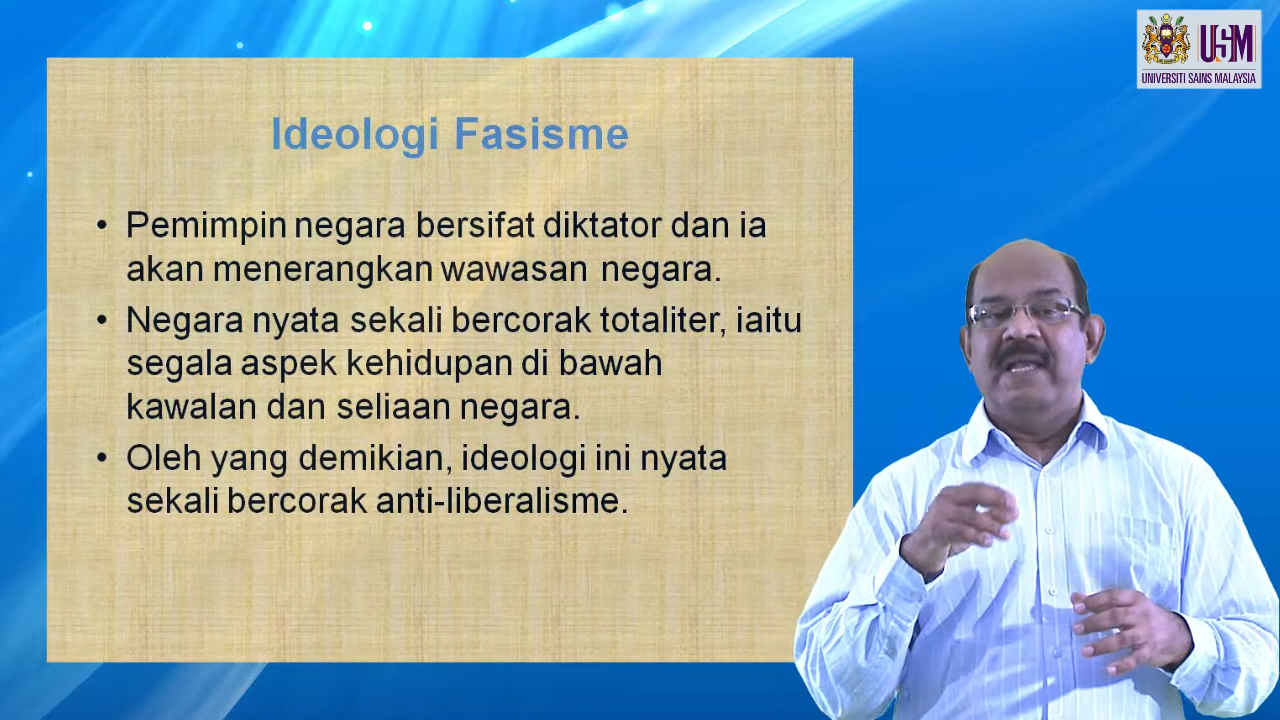 USM
UNIVERSITI SAINS MALAYSIA
Ideologi Fasisme
• Pemimpin negara bersifat diktator dan ia
akan menerangkan wawasan negara.
• Negara nyata sekali bercorak totaliter, iaitu
segala aspek kehidupan di bawah
kawalan dan seliaan negara.
• Oleh yang demikian, ideologi ini nyata
sekali bercorak anti-liberalisme.